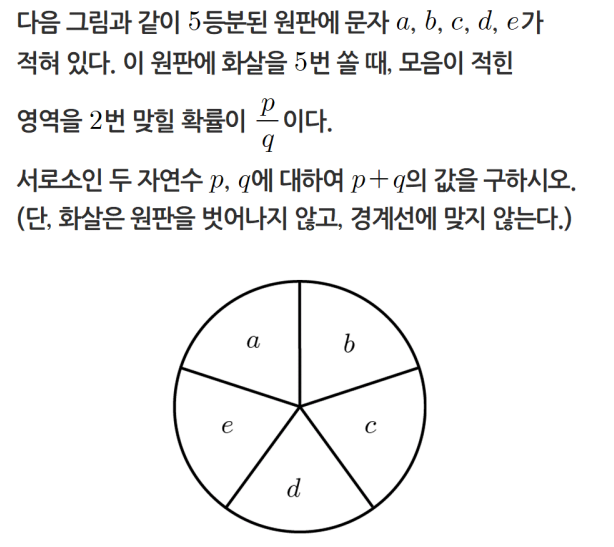 다음 그림과 같이 5등분된 원판에 문자 a, b, c, d, e가
적혀 있다. 이 원판에 화살을 5번 쏠 때, 모음이 적힌
영역을 2번 맞힐 확률이 p/q 이다.
서로소인 두 자연수 p, q에 대하여 p+q의 값을 구하시오.
(단, 화살은 원판을 벗어나지 않고, 경계선에 맞지 않는다.)
a
b
e
c
d